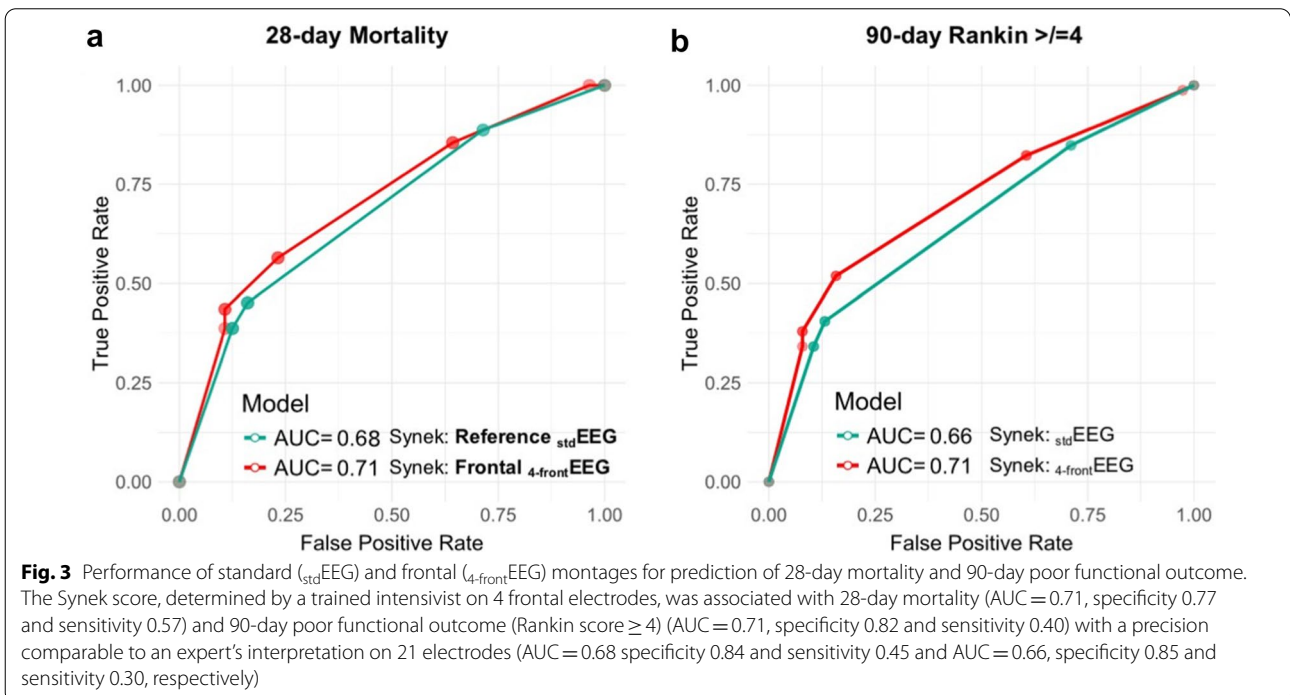 a
28-day Mortality
True Positive Rate
1.00
0.75
0.50
0.25
0.00
Model
AUC= 0.68 Synek: Reference stdEEG
AUC= 0.71 Synek: Frontal 4-frontEEG
0.00 0.25 0.50 0.75 1.00
False Positive Rate
b
90-day Rankin >/=4
True Positive Rate
1.00
0.75
0.50
0.25
0.00
Model
AUC= 0.66 Synek: stdEEG
AUC= 0.71 Synek: 4-frontEEG
0.00 0.25 0.50 0.75 1.00
False Positive Rate
Fig. 3 Performance of standard (stdEEG) and frontal (4-frontEEG) montages for prediction of 28-day mortality and 90-day poor functional outcome.
The Synek score, determined by a trained intensivist on 4 frontal electrodes, was associated with 28-day mortality (AUC = 0.71, specificity 0.77
and sensitivity 0.57) and 90-day poor functional outcome (Rankin score ≥ 4) (AUC = 0.71, specificity 0.82 and sensitivity 0.40) with a precision
comparable to an expert's interpretation on 21 electrodes (AUC = 0.68 specificity 0.84 and sensitivity 0.45 and AUC = 0.66, specificity 0.85 and
sensitivity 0.30, respectively)